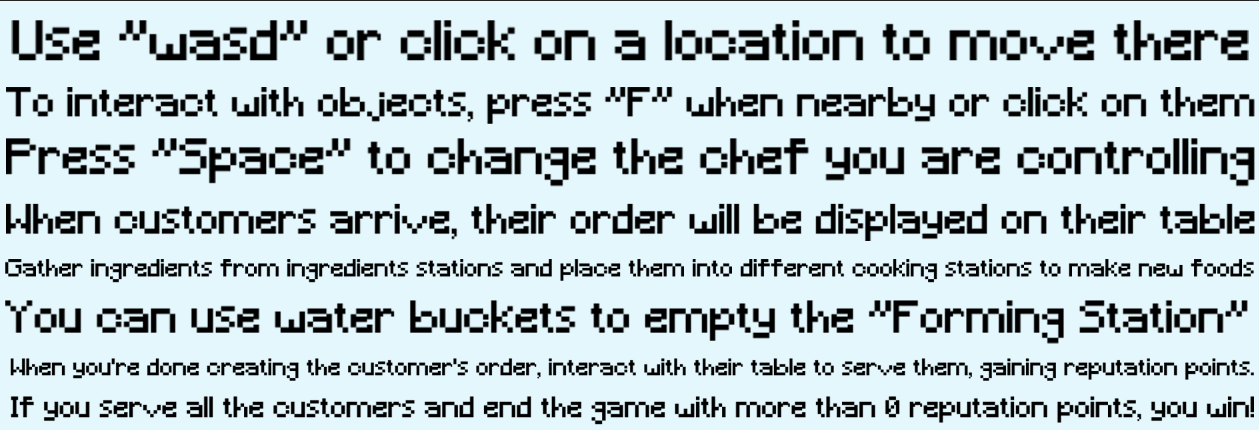 Use "wasd" or click on a location to move there
To interact with objects, press "F" when nearby or click on them
Press "Space" to change the chef you are controlling
When customers arrive, their order will be displayed on their table
Gather ingredients from ingredients stations and place them into different cooking stations to make new foods
You can use water buckets to empty the "Forming Station"
When you're done creating the customer's order, interact with their table to serve them, gaining reputation points.
If you serve all the customers and end the game with more than 0 reputation points, you win!